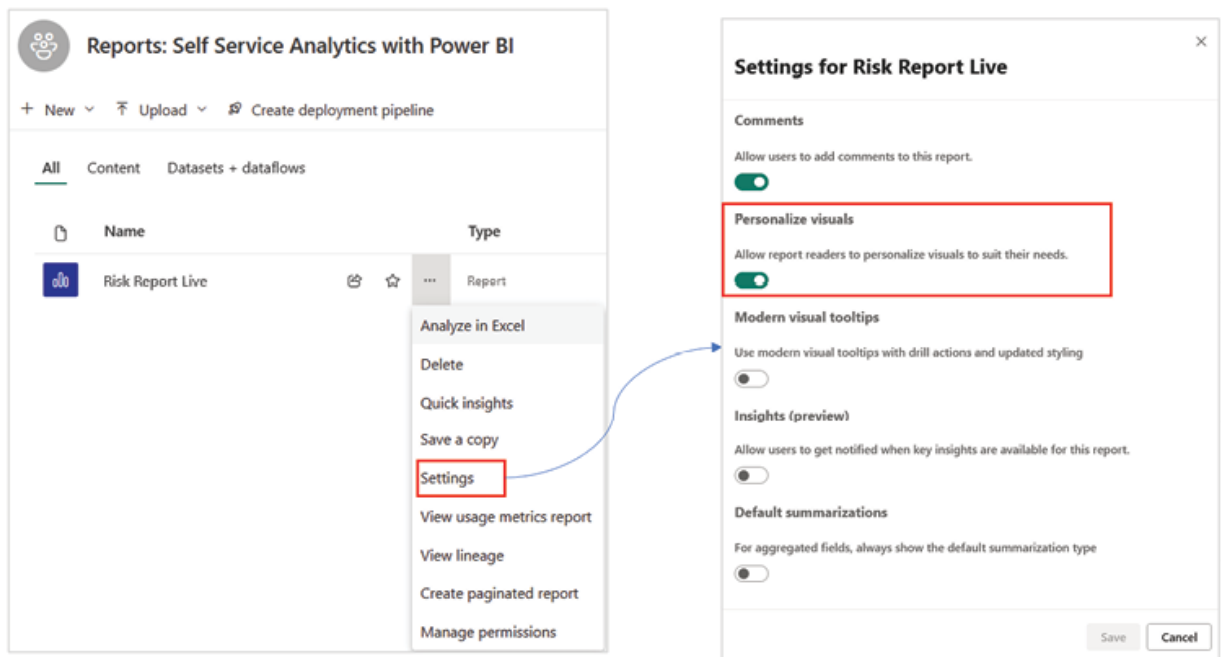 Reports: Self Service Analytics with Power BI
+ New Upload Create deployment pipeline
All Content Datasets + dataflows
Name Type
Risk Report Live ... Report
Analyze in Excel
Delete
Quick insights
Save a copy
Settings
View usage metrics report
View lineage
Create paginated report
Manage permissions
Settings for Risk Report Live
Comments
Allow users to add comments to this report.
Personalize visuals
Allow report readers to personalize visuals to suit their needs.
Modern visual tooltips
Use modern visual tooltips with drill actions and updated styling
Insights (preview)
Allow users to get notified when key insights are available for this report.
Default summarizations
For aggregated fields, always show the default summarization type
Save Cancel